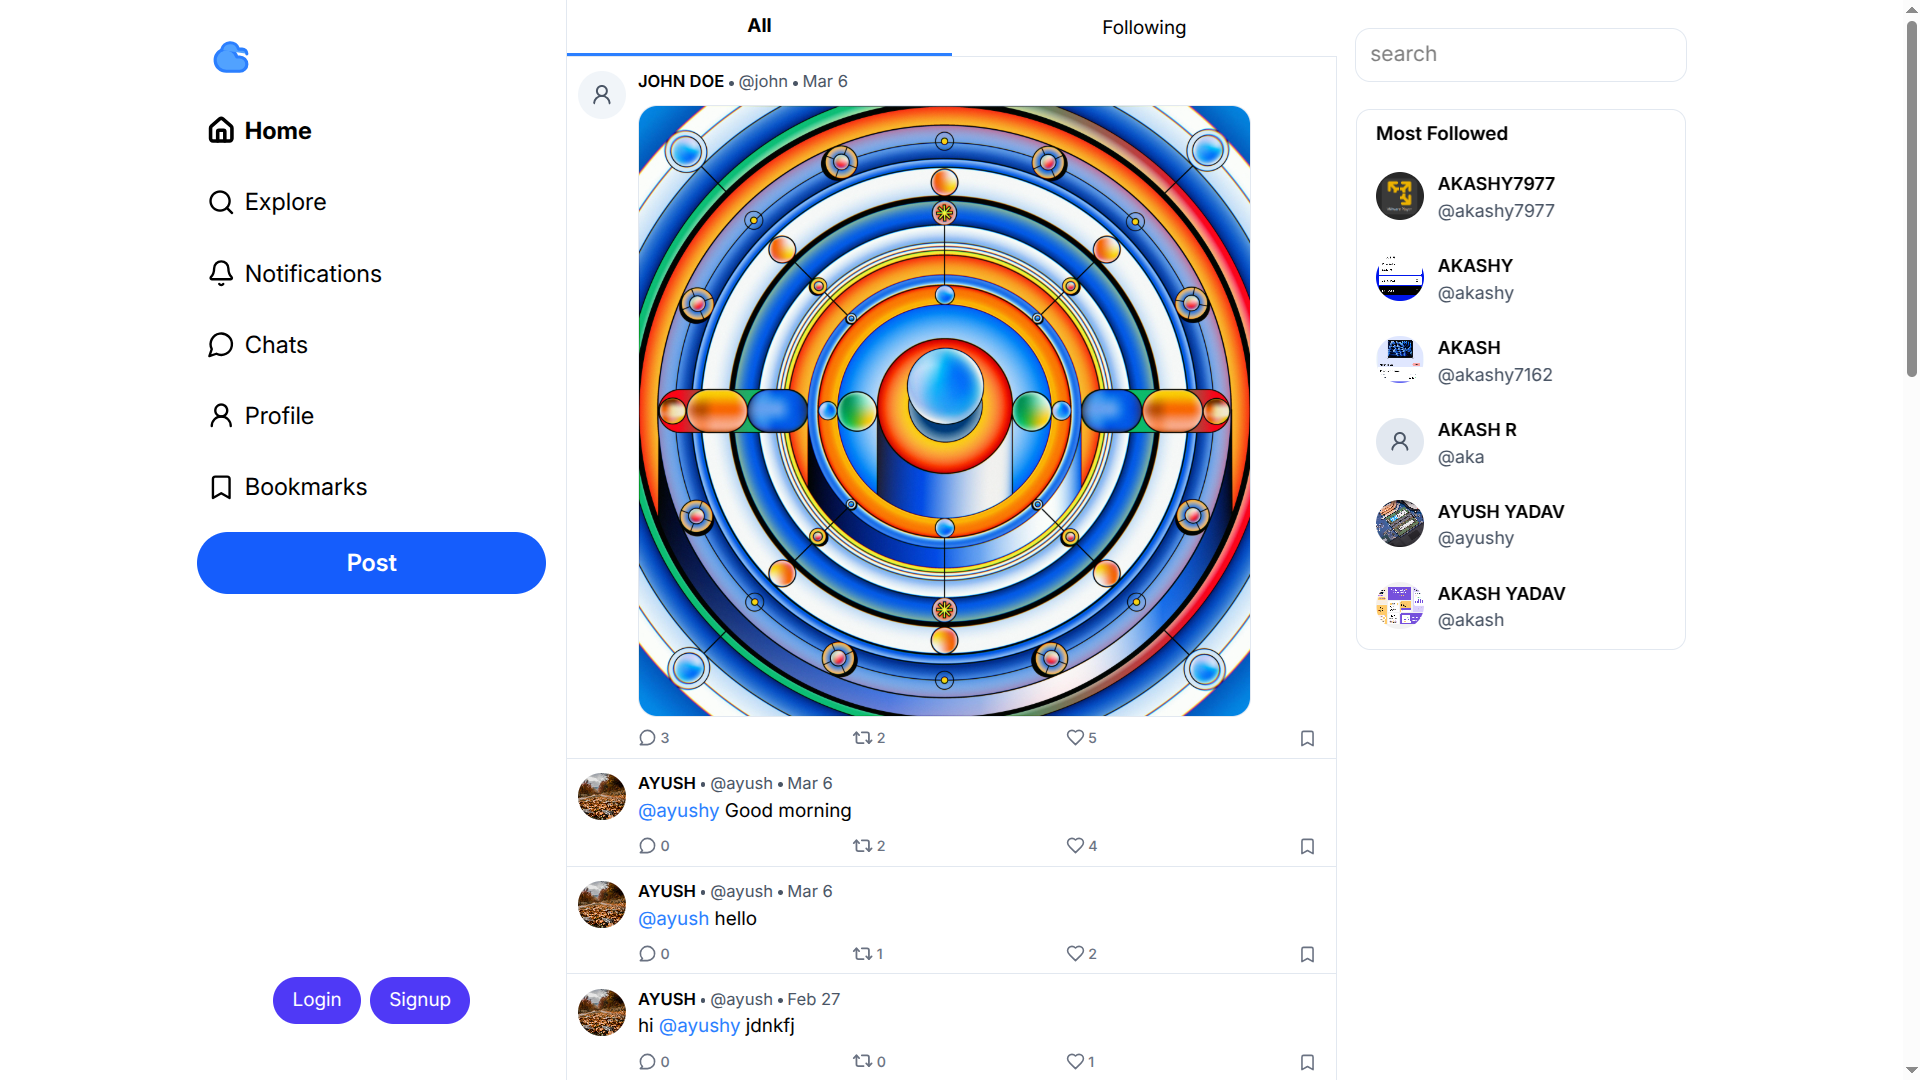 Home
Explore
Notifications
Chats
Profile
Bookmarks
Post
Login
Signup
All
Following
JOHN DOE • @john • Mar 6
3
2
5
AYUSH • @ayush • Mar 6
@ayushy Good morning
0
2
4
AYUSH • @ayush • Mar 6
@ayush hello
0
1
2
AYUSH • @ayush • Feb 27
hi @ayushy jdnkfj
0
0
1
search
Most Followed
AKASHY7977
@akashy7977
AKASHY
@akashy
AKASH
@akashy7162
AKASH R
@aka
AYUSH YADAV
@ayushy
AKASH YADAV
@akash